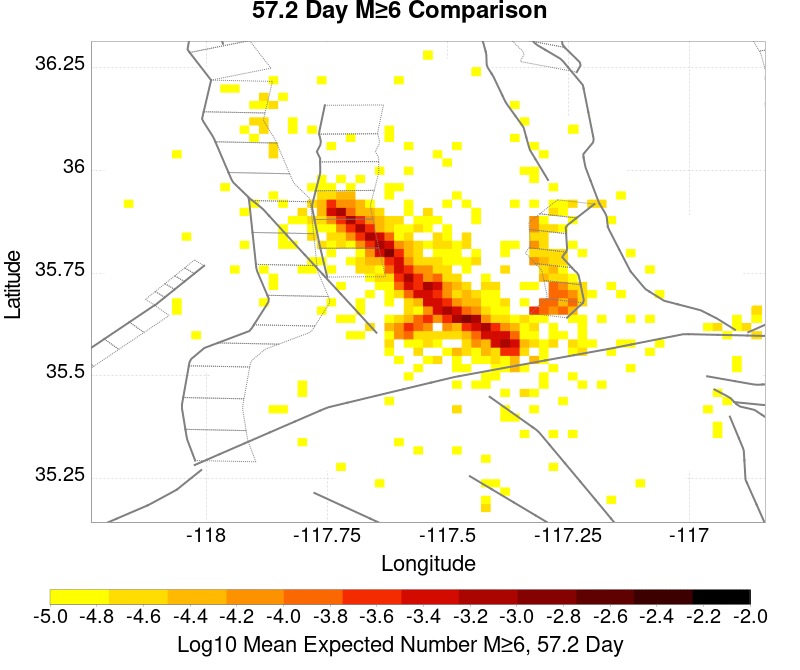 57.2 Day M≥6 Comparison
36.25
36
35.75
35.5
35.25
Latitude
-118
-117.75
-117.5
-117.25
-117
Longitude
-5.0 -4.8 -4.6 -4.4 -4.2 -4.0 -3.8 -3.6 -3.4 -3.2 -3.0 -2.8 -2.6 -2.4 -2.2 -2.0
Log10 Mean Expected Number M≥6, 57.2 Day